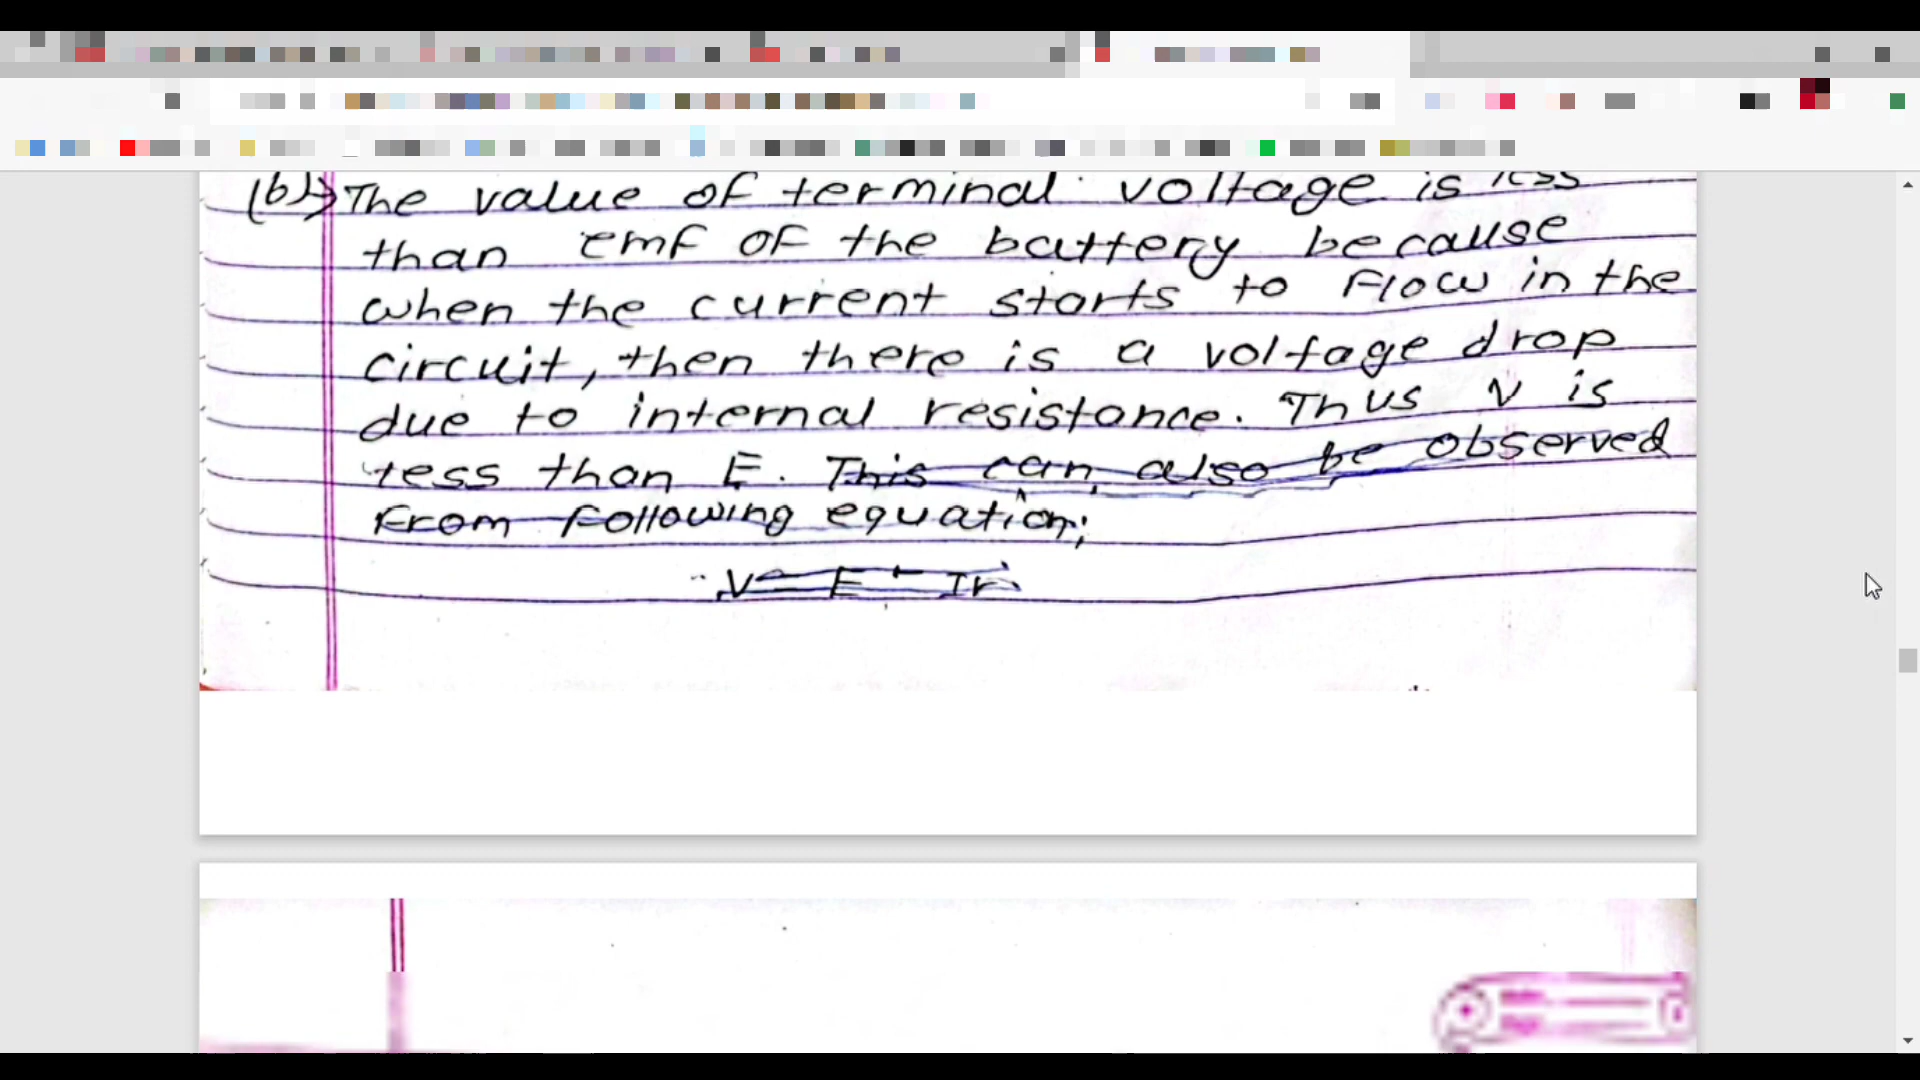 (b)) The value of terminal voltage is less
than emf of the battery because
when the current starts to flow in the
circuit, then there is a voltage drop
due to internal resistance. Thus V is
less than E. This can also be observed
From following equation;
V = E - Ir